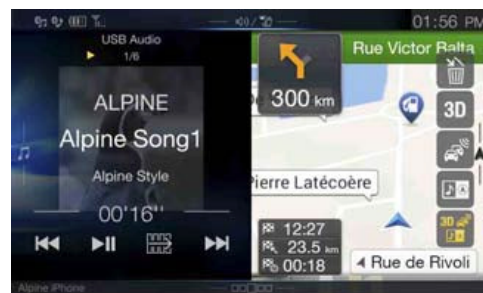 01:56 PM
USB Audio
1/6
ALPINE
Alpine Song1
Alpine Style
00'16"
Alpine iPhone
300 km
Rue Victor Balta
3D
Pierre Latécoère
3D
12:27
23.5 km
00:18
Rue de Rivoli